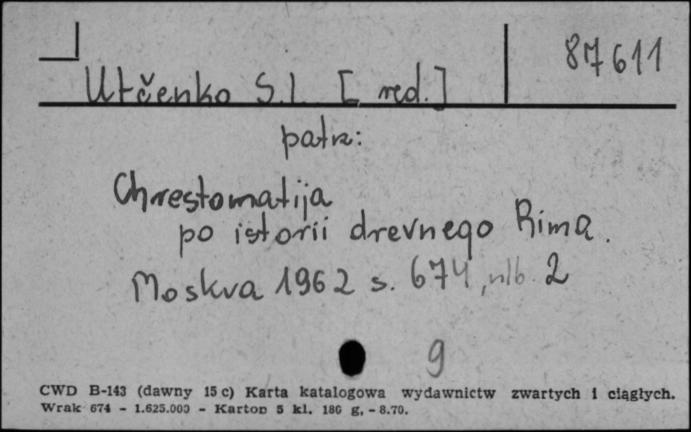 87611
Utčenko S.I. [red.]
patrz:
Chrestomatija
po istorii drevnego Rima.
Moskva 1962 s. 674, nlb. 2
9
CWD B-143 (dawny 15 c) Karta katalogowa wydawnictw zwartych i ciągłych.
Wrak 674 - 1.625.000 - Karton 5 kl. 180 g. - 8.70.